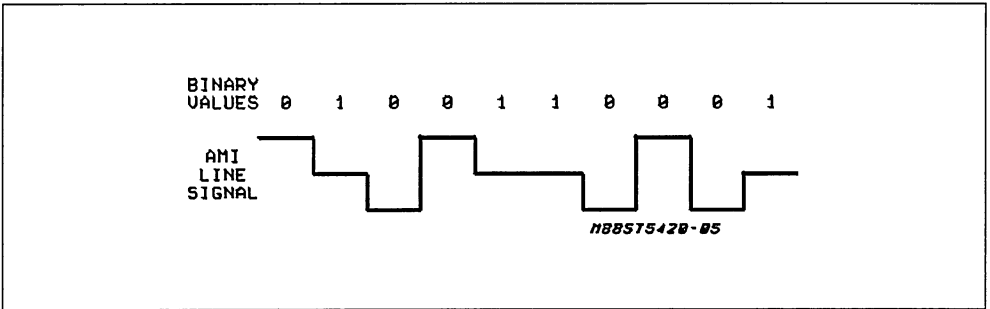 BINARY
VALUES 0 1 0 0 1 1 0 0 0 1
AMI
LINE
SIGNAL
M88ST5420-05